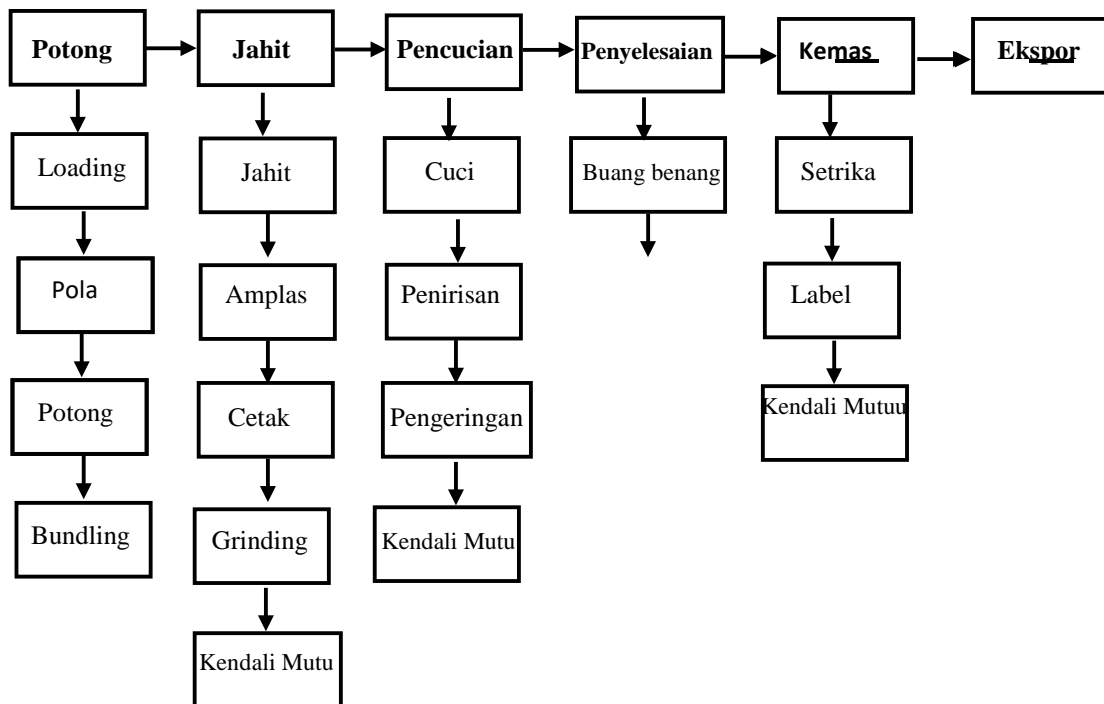 Potong
Jahit
Pencucian
Penyelesaian
Kemas
Ekspor
Loading
Jahit
Cuci
Buang benang
Setrika
Pola
Amplas
Penirisan
Label
Potong
Cetak
Pengeringan
Kendali Mutuu
Bundling
Grinding
Kendali Mutu
Kendali Mutu